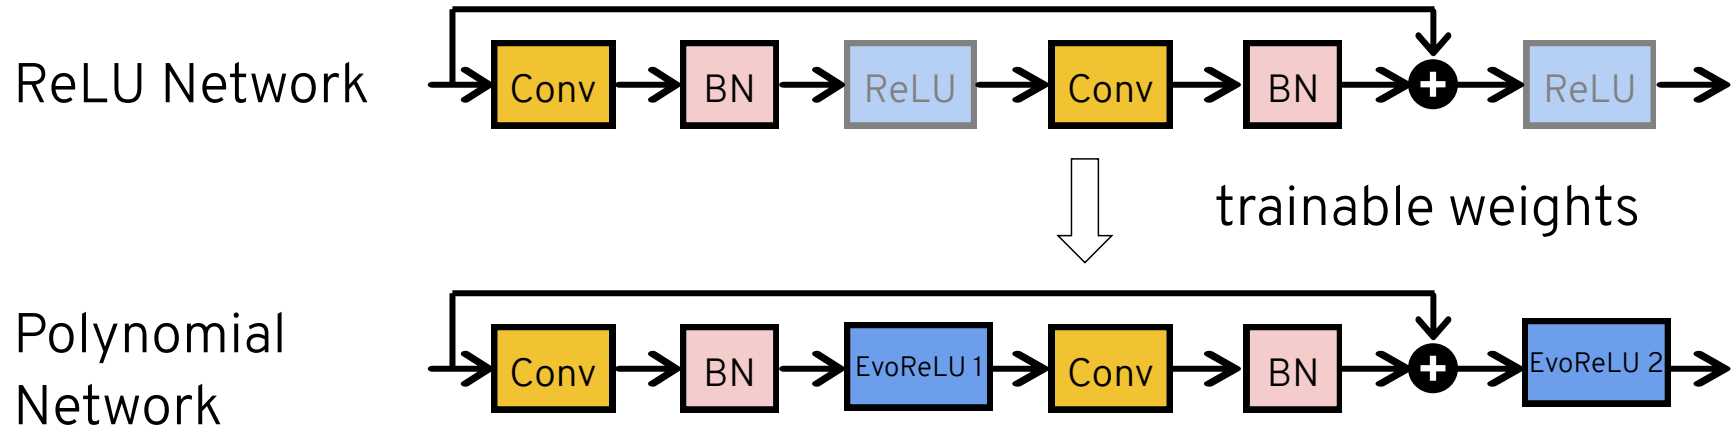 ReLU Network
Conv BN ReLU Conv BN + ReLU
trainable weights
Polynomial
Network
Conv BN EvoReLU 1 Conv BN + EvoReLU 2